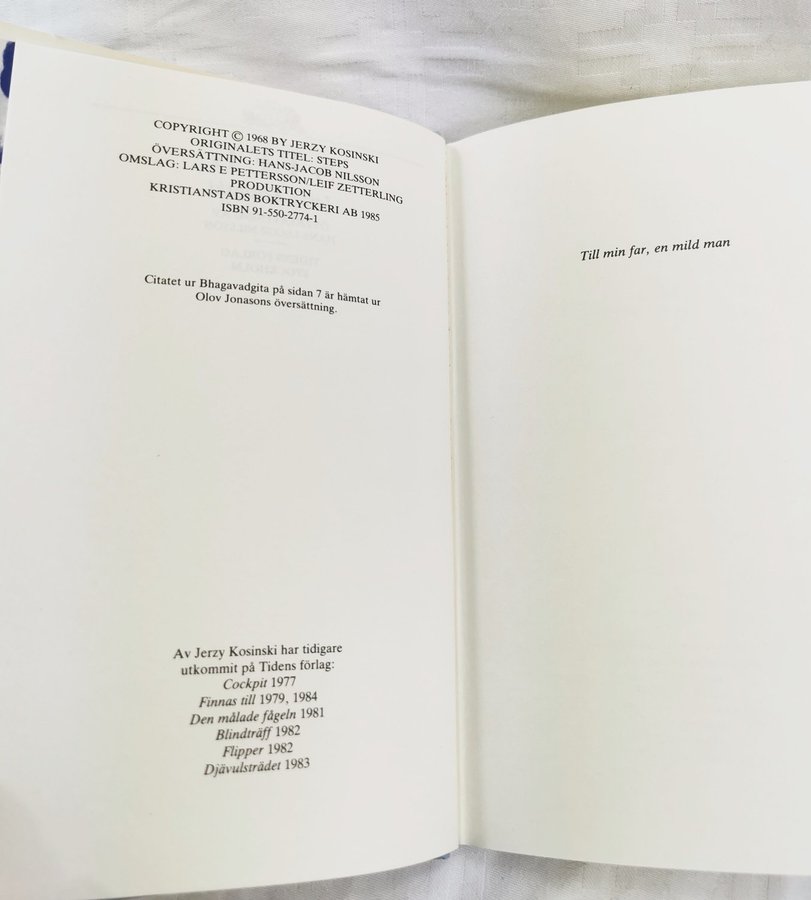 COPYRIGHT © 1968 BY JERZY KOSINSKI
ORIGINALETS TITEL: STEPS
ÖVERSÄTTNING: HANS-JACOB NILSSON
OMSLAG: LARS E PETTERSSON/LEIF ZETTERLING
PRODUKTION
KRISTIANSTADS BOKTRYCKERI AB 1985
ISBN 91-550-2774-1
Citatet ur Bhagavadgita på sidan 7 är hämtat ur
Olov Jonasons översättning.
Av Jerzy Kosinski har tidigare
utkommit på Tidens förlag:
Cockpit 1977
Finnas till 1979, 1984
Den målade fågeln 1981
Blindträff 1982
Flipper 1982
Djävulsträdet 1983
Till min far, en mild man